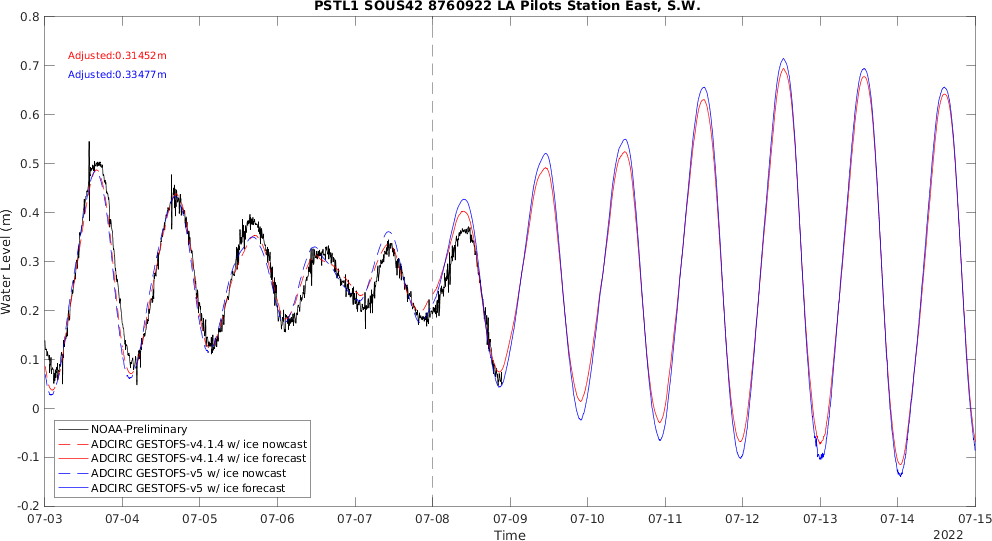 PSTL1 SOUS42 8760922 LA Pilots Station East, S.W.
Adjusted:0.31452m
Adjusted:0.33477m
Water Level (m)
0.8
0.7
0.6
0.5
0.4
0.3
0.2
0.1
0
-0.1
-0.2
NOAA-Preliminary
ADCIRC GESTOFS-v4.1.4 w/ ice nowcast
ADCIRC GESTOFS-v4.1.4 w/ ice forecast
ADCIRC GESTOFS-v5 w/ ice nowcast
ADCIRC GESTOFS-v5 w/ ice forecast
07-03 07-04 07-05 07-06 07-07 07-08 07-09 07-10 07-11 07-12 07-13 07-14 07-15
Time
2022